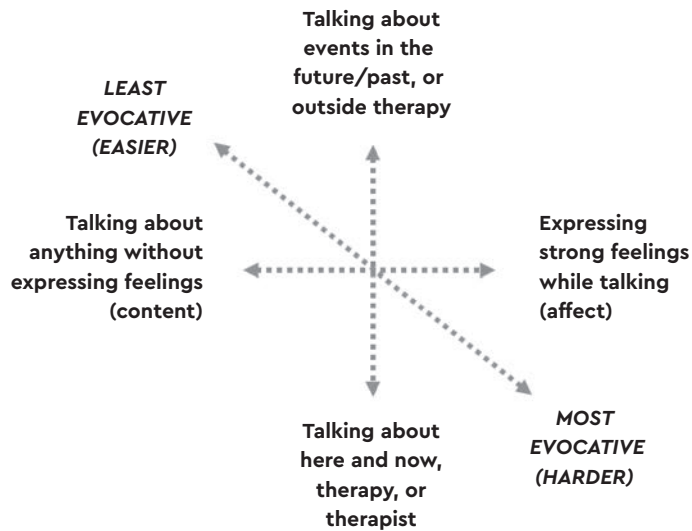 Talking about
events in the
future/past, or
outside therapy
LEAST
EVOCATIVE
(EASIER)
Talking about
anything without
expressing feelings
(content)
Expressing
strong feelings
while talking
(affect)
Talking about
here and now,
therapy, or
therapist
MOST
EVOCATIVE
(HARDER)